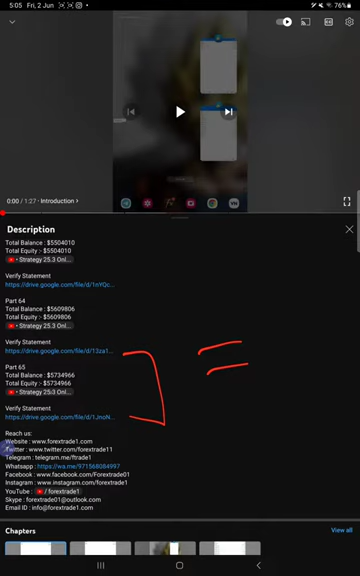 5:05 Fri, 2 Jun
76%
0:00 / 1:27 · Introduction >
Description
Total Balance : $5504010
Total Equity :- $5504010
• Strategy 25.3 Onl...
Verify Statement
https://drive.google.com/file/d/1nYQc...
Part 64
Total Balance : $5609806
Total Equity :- $5609806
• Strategy 25.3 Onl...
Verify Statement
https://drive.google.com/file/d/13za1...
Part 65
Total Balance : $5734966
Total Equity :- $5734966
• Strategy 25.3 Onl...
Verify Statement
https://drive.google.com/file/d/1JnoN...
Reach us:
Website : www.forextrade1.com
Twitter : www.twitter.com/forextrade11
Telegram : telegram.me/ftrade1
Whatsapp : https://wa.me/971568084997
Facebook : www.facebook.com/Forextrade01
Instagram : www.instagram.com/forextrade1
YouTube : / forextrade1
Skype : forextrade01@outlook.com
Email ID : info@forextrade1.com
Chapters
View all